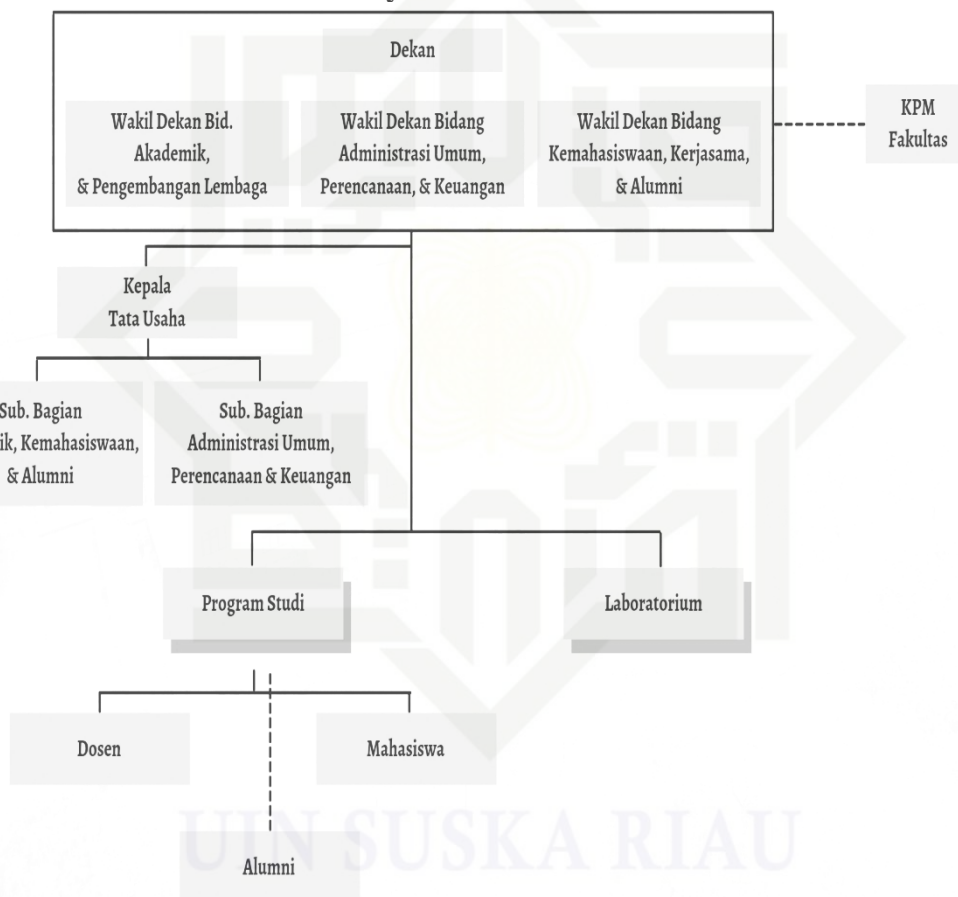 Dekan
Wakil Dekan Bid.
Akademik,
& Pengembangan Lembaga
Wakil Dekan Bidang
Administrasi Umum,
Perencanaan, & Keuangan
Wakil Dekan Bidang
Kemahasiswaan, Kerjasama,
& Alumni
KPM
Fakultas
Kepala
Tata Usaha
Sub. Bagian
Kemahasiswaan,
& Alumni
Sub. Bagian
Administrasi Umum,
Perencanaan & Keuangan
Program Studi
Laboratorium
Dosen
Mahasiswa
Alumni
UIN SUSKA RIAU